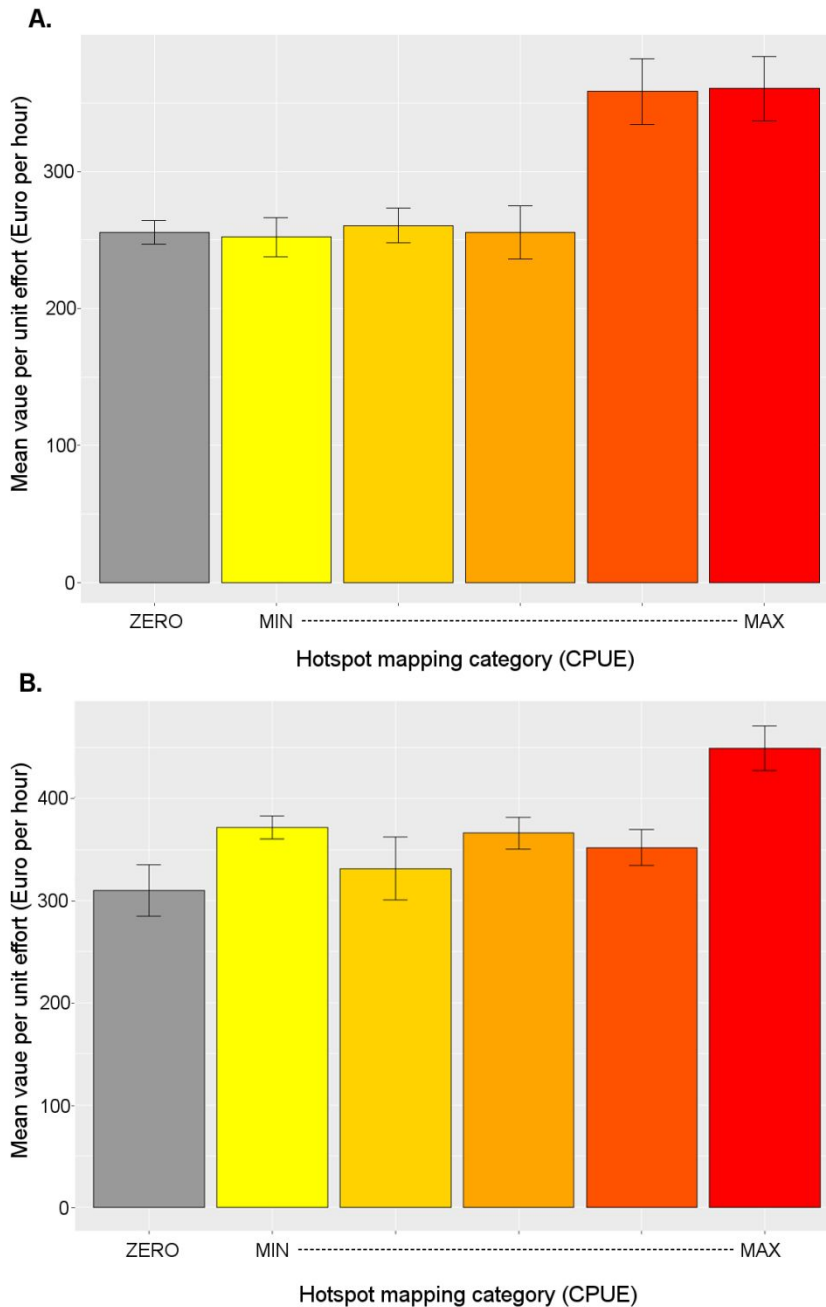 A.
Mean vaue per unit effort (Euro per hour)
300
200
100
0
ZERO MIN MAX
Hotspot mapping category (CPUE)
B.
Mean vaue per unit effort (Euro per hour)
400
300
200
100
0
ZERO MIN MAX
Hotspot mapping category (CPUE)